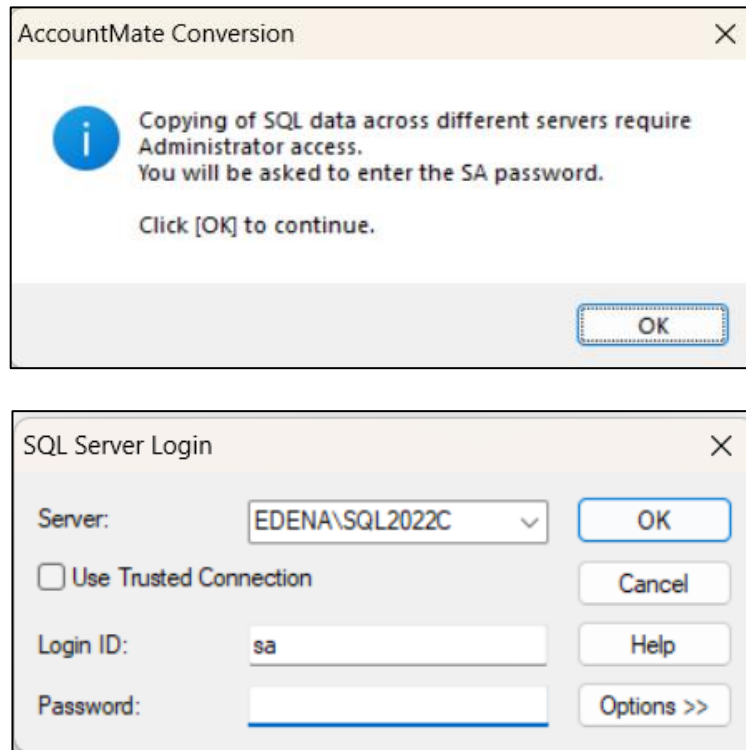 AccountMate Conversion
Copying of SQL data across different servers require
Administrator access.
You will be asked to enter the SA password.
Click [OK] to continue.
OK
SQL Server Login
Server: EDENA\SQL2022C OK
Use Trusted Connection Cancel
Login ID: sa Help
Password: Options >>